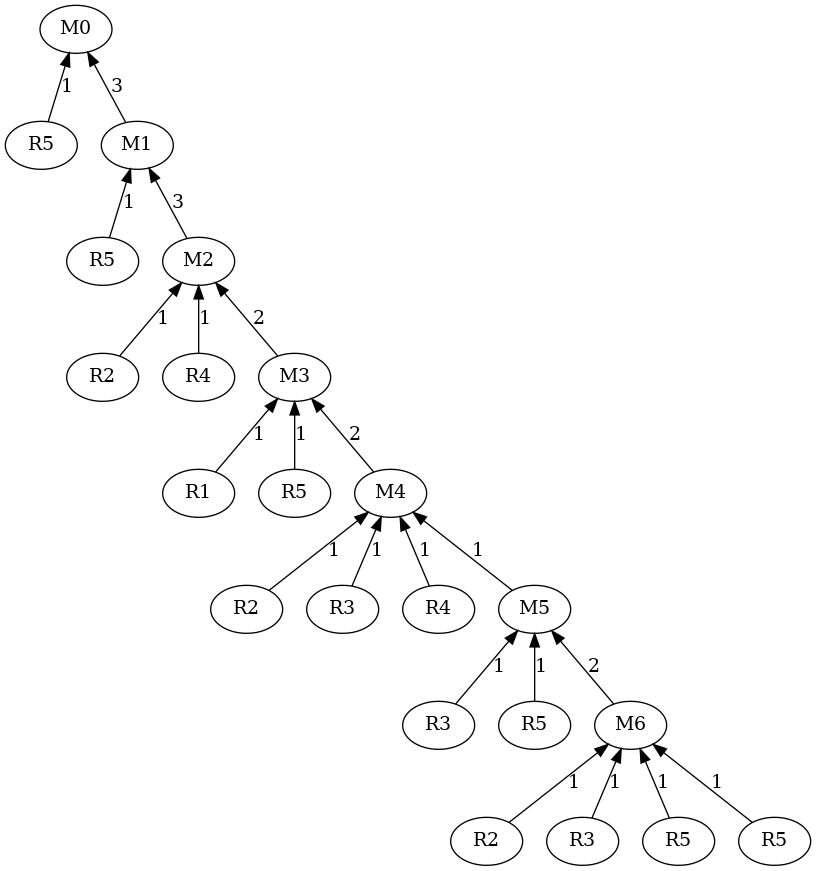 M0
1 3
R5 M1
1 3
R5 M2
1 1 2
R2 R4 M3
1 1 2
R1 R5 M4
1 1 1 1
R2 R3 R4 M5
1 1 2
R3 R5 M6
1 1 1 1
R2 R3 R5 R5